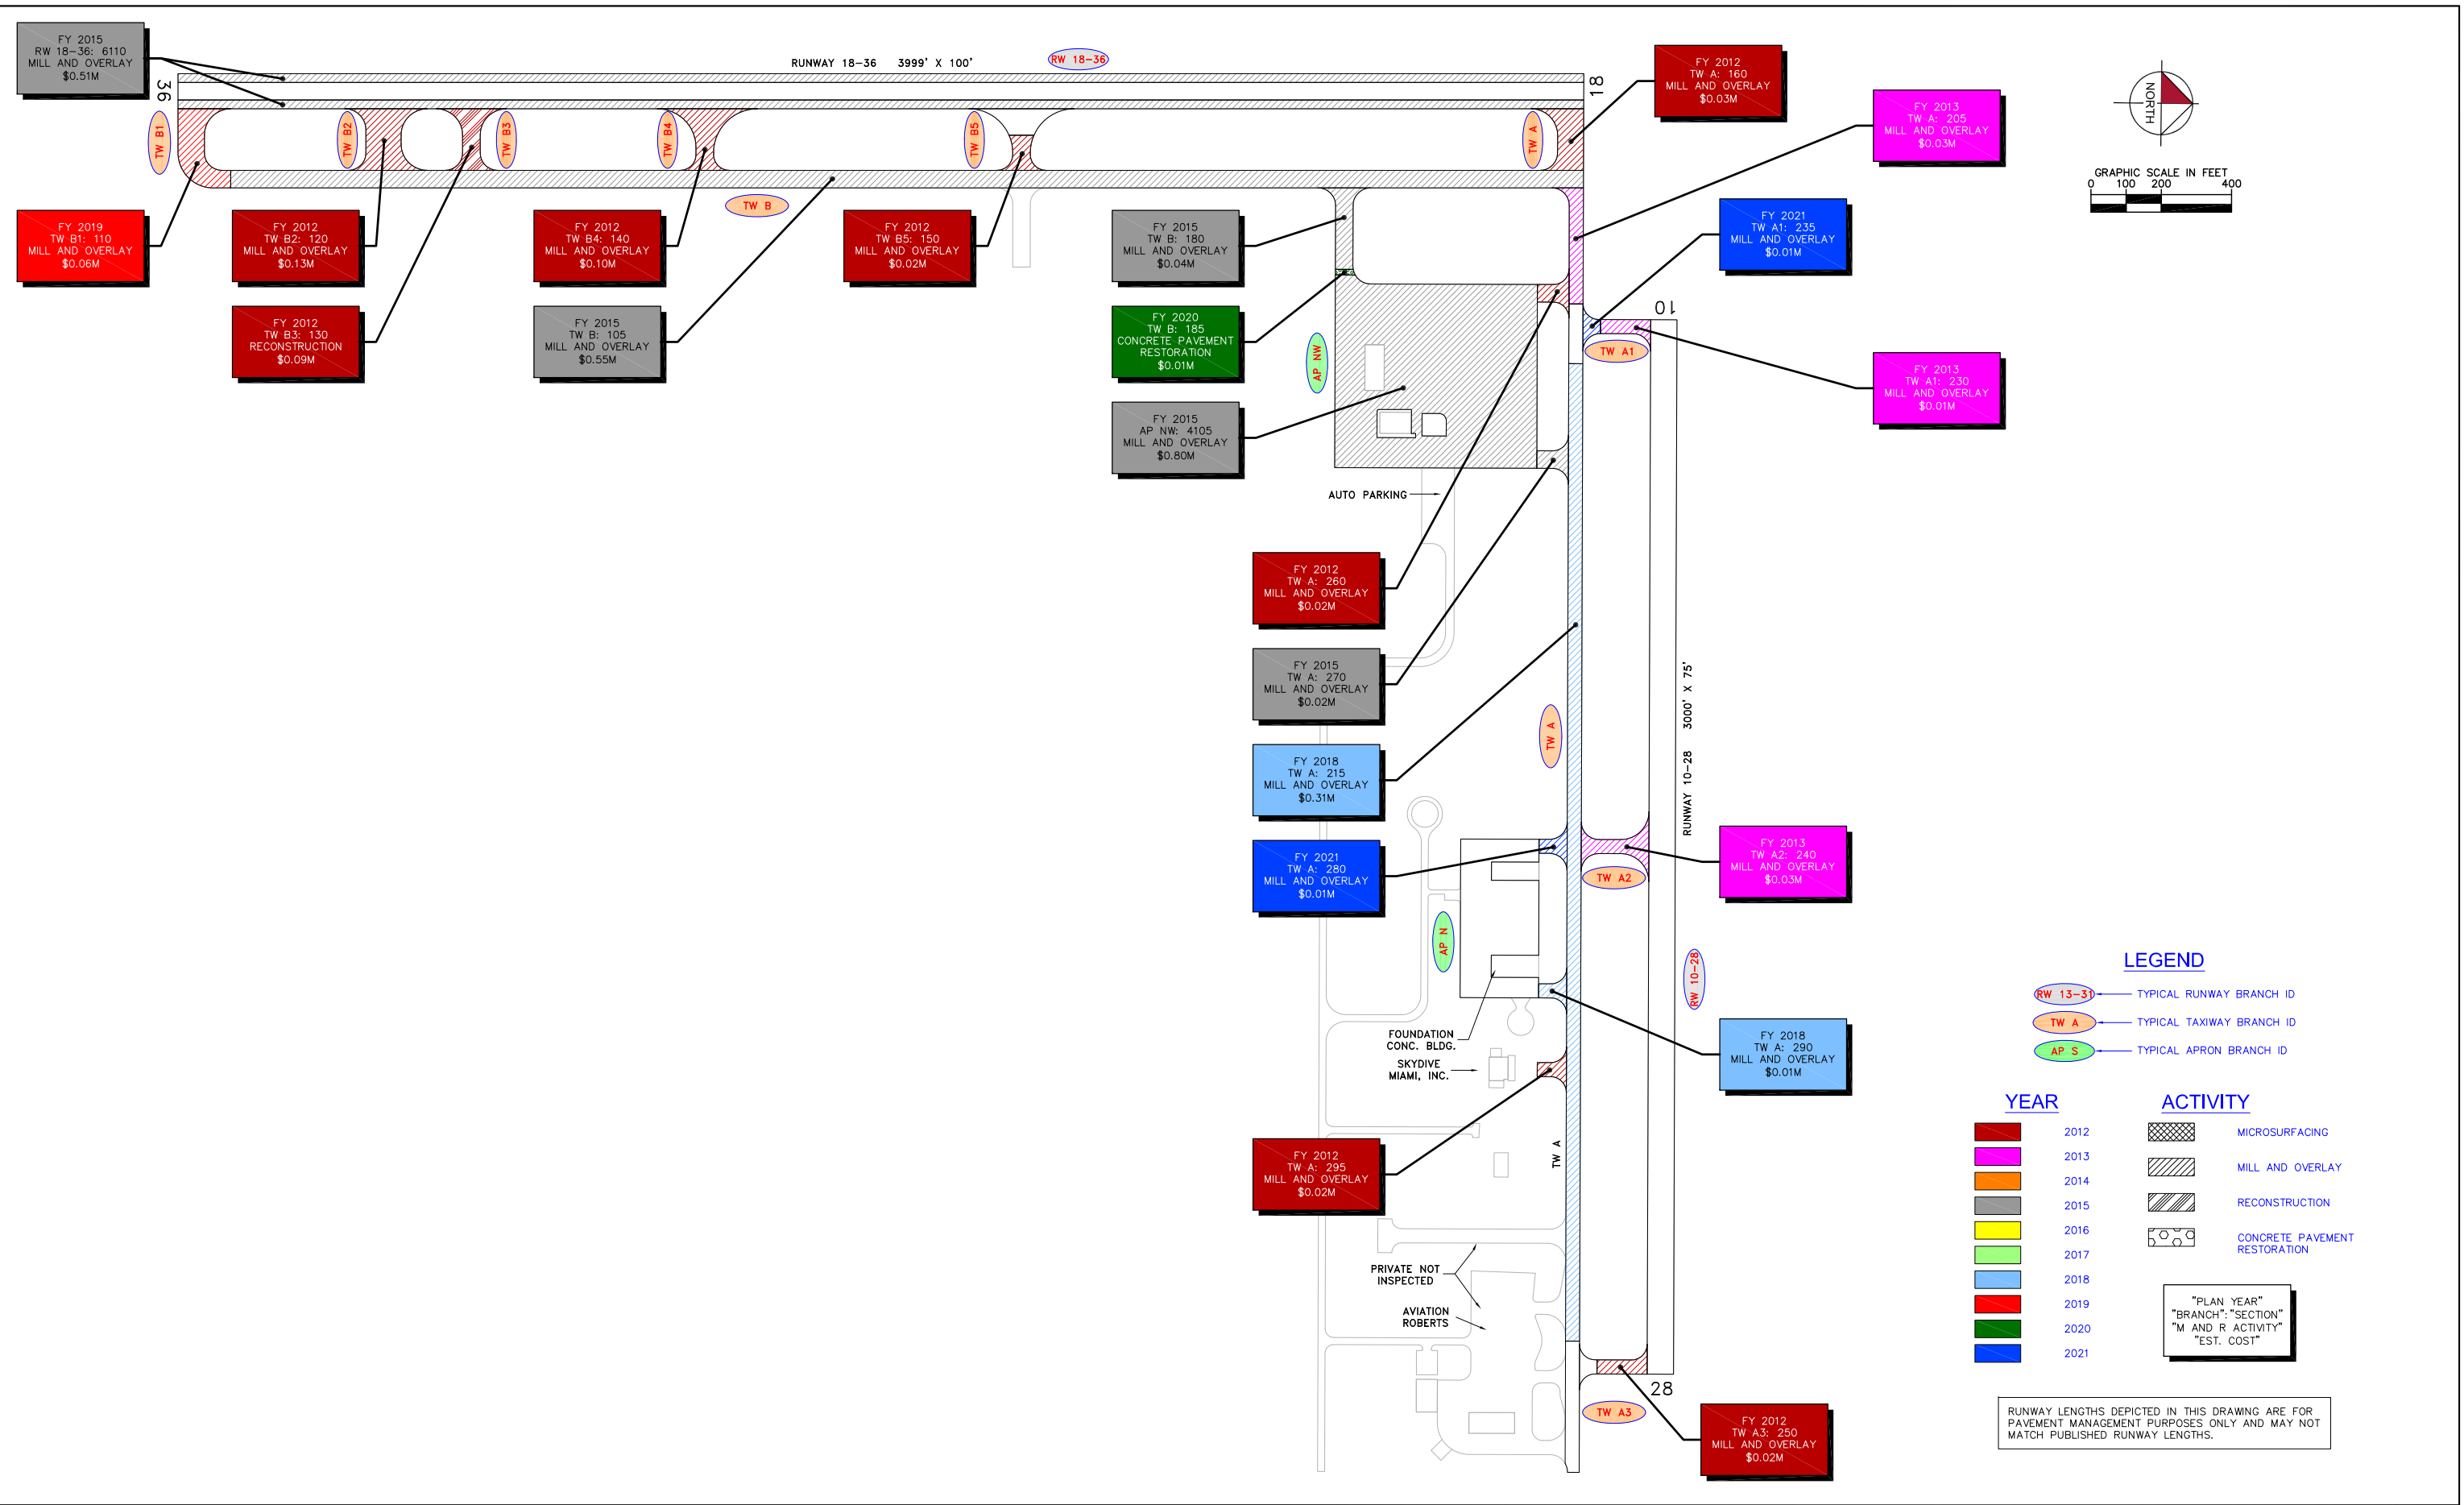 FY 2015
RW 18-36: 6110
MILL AND OVERLAY
$0.51M
36
RUNWAY 18-36 3999' X 100'
RW 18-36
18
FY 2012
TW A: 160
MILL AND OVERLAY
$0.03M
FY 2013
TW A: 205
MILL AND OVERLAY
$0.03M
NORTH
GRAPHIC SCALE IN FEET
0 100 200 400
TW B1
TW B2
TW B3
TW B4
TW B5
TW A
TW B
FY 2019
TW B1: 110
MILL AND OVERLAY
$0.06M
FY 2012
TW B2: 120
MILL AND OVERLAY
$0.13M
FY 2012
TW B4: 140
MILL AND OVERLAY
$0.10M
FY 2012
TW B5: 150
MILL AND OVERLAY
$0.02M
FY 2015
TW B: 180
MILL AND OVERLAY
$0.04M
FY 2021
TW A1: 235
MILL AND OVERLAY
$0.01M
FY 2012
TW B3: 130
RECONSTRUCTION
$0.09M
FY 2015
TW B: 105
MILL AND OVERLAY
$0.55M
FY 2020
TW B: 185
CONCRETE PAVEMENT
RESTORATION
$0.01M
AP NW
10
TW A1
FY 2013
TW A1: 230
MILL AND OVERLAY
$0.01M
FY 2015
AP NW: 4105
MILL AND OVERLAY
$0.80M
AUTO PARKING
FY 2012
TW A: 260
MILL AND OVERLAY
$0.02M
FY 2015
TW A: 270
MILL AND OVERLAY
$0.02M
RUNWAY 10-28 3000' X 75'
TW A
FY 2018
TW A: 215
MILL AND OVERLAY
$0.31M
FY 2021
TW A: 280
MILL AND OVERLAY
$0.01M
FY 2013
TW A2: 240
MILL AND OVERLAY
$0.03M
TW A2
AP N
RW 10-28
FOUNDATION
CONC. BLDG.
SKYDIVE
MIAMI, INC.
FY 2018
TW A: 290
MILL AND OVERLAY
$0.01M
FY 2012
TW A: 295
MILL AND OVERLAY
$0.02M
TW A
PRIVATE NOT
INSPECTED
AVIATION
ROBERTS
28
TW A3
FY 2012
TW A3: 250
MILL AND OVERLAY
$0.02M
LEGEND
RW 13-31 TYPICAL RUNWAY BRANCH ID
TW A TYPICAL TAXIWAY BRANCH ID
AP S TYPICAL APRON BRANCH ID
YEAR
2012
2013
2014
2015
2016
2017
2018
2019
2020
2021
ACTIVITY
MICROSURFACING
MILL AND OVERLAY
RECONSTRUCTION
CONCRETE PAVEMENT
RESTORATION
"PLAN YEAR"
"BRANCH":"SECTION"
"M AND R ACTIVITY"
"EST. COST"
RUNWAY LENGTHS DEPICTED IN THIS DRAWING ARE FOR
PAVEMENT MANAGEMENT PURPOSES ONLY AND MAY NOT
MATCH PUBLISHED RUNWAY LENGTHS.